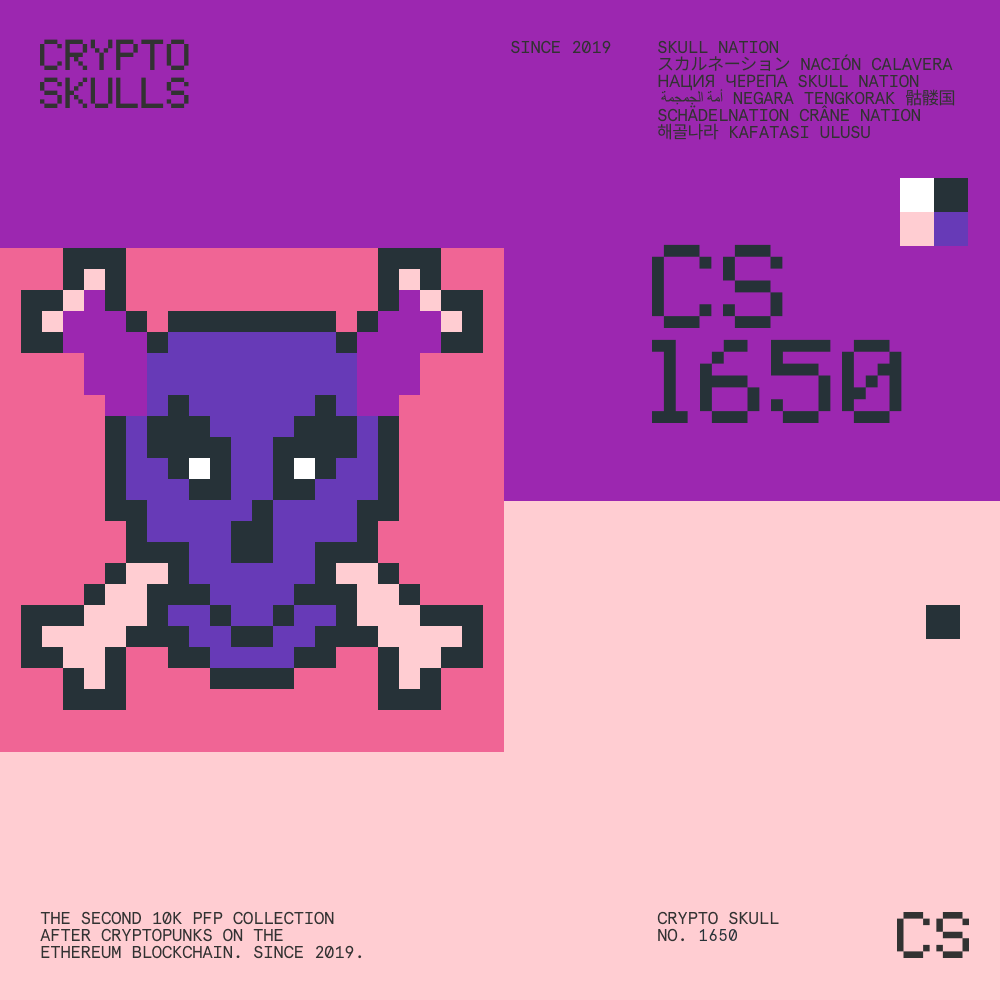 CRYPTO
SKULLS
SINCE 2019
SKULL NATION
スカルネーション NACIÓN CALAVERA
НАЦИЯ ЧЕРЕПА SKULL NATION
أمة الجمجمة NEGARA TENGKORAK 骷髅国
SCHÄDELNATION CRÂNE NATION
해골나라 KAFATASI ULUSU
CS
1650
THE SECOND 10K PFP COLLECTION
AFTER CRYPTOPUNKS ON THE
ETHEREUM BLOCKCHAIN. SINCE 2019.
CRYPTO SKULL
NO. 1650
CS